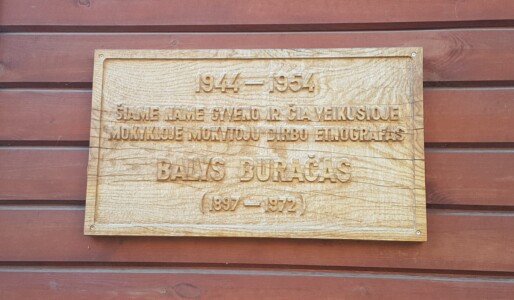 1944 — 1954
ŠIAME NAME GYVENO IR ČIA VEIKUSIOJE
MOKYKLOJE MOKYTOJU DIRBO ETNOGRAFAS
BALYS BURAČAS
(1897 — 1972)